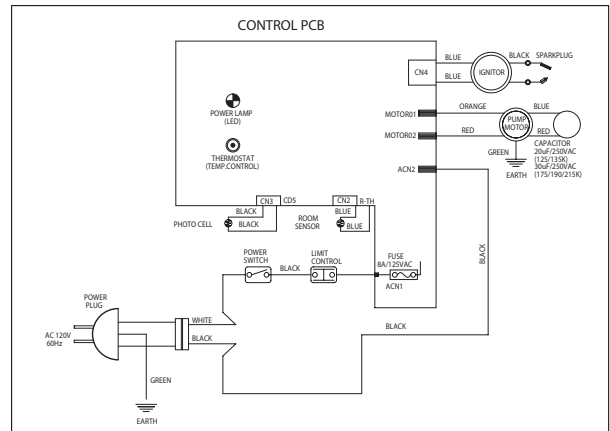 CONTROL PCB
BLUE
BLACK
SPARKPLUG
CN4
IGNITOR
BLUE
POWER LAMP
(LED)
ORANGE
BLUE
MOTOR01
PUMP
MOTOR
MOTOR02
RED
RED
THERMOSTAT
(TEMP.CONTROL)
GREEN
CAPACITOR
20uF/250VAC
(125/135K)
30uF/250VAC
(175/190/215K)
ACN2
EARTH
CN3
CDS
CN2
R-TH
BLACK
BLUE
PHOTO CELL
BLACK
ROOM
SENSOR
BLUE
BLACK
POWER
SWITCH
LIMIT
CONTROL
FUSE
8A/125VAC
BLACK
ACN1
POWER
PLUG
WHITE
AC 120V
60Hz
BLACK
BLACK
GREEN
EARTH